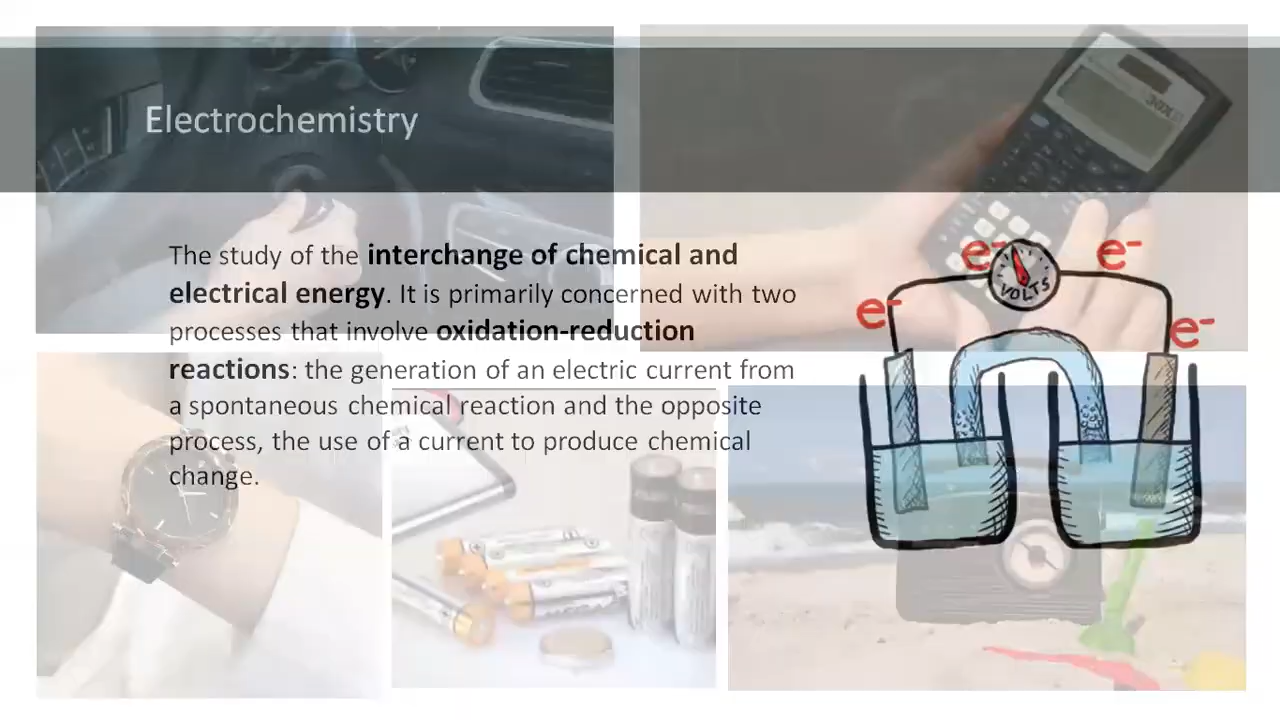 Electrochemistry
The study of the interchange of chemical and
electrical energy. It is primarily concerned with two
processes that involve oxidation-reduction
reactions: the generation of an electric current from
a spontaneous chemical reaction and the opposite
process, the use of a current to produce chemical
change.
e-
e-
e-
e-
VOLTS